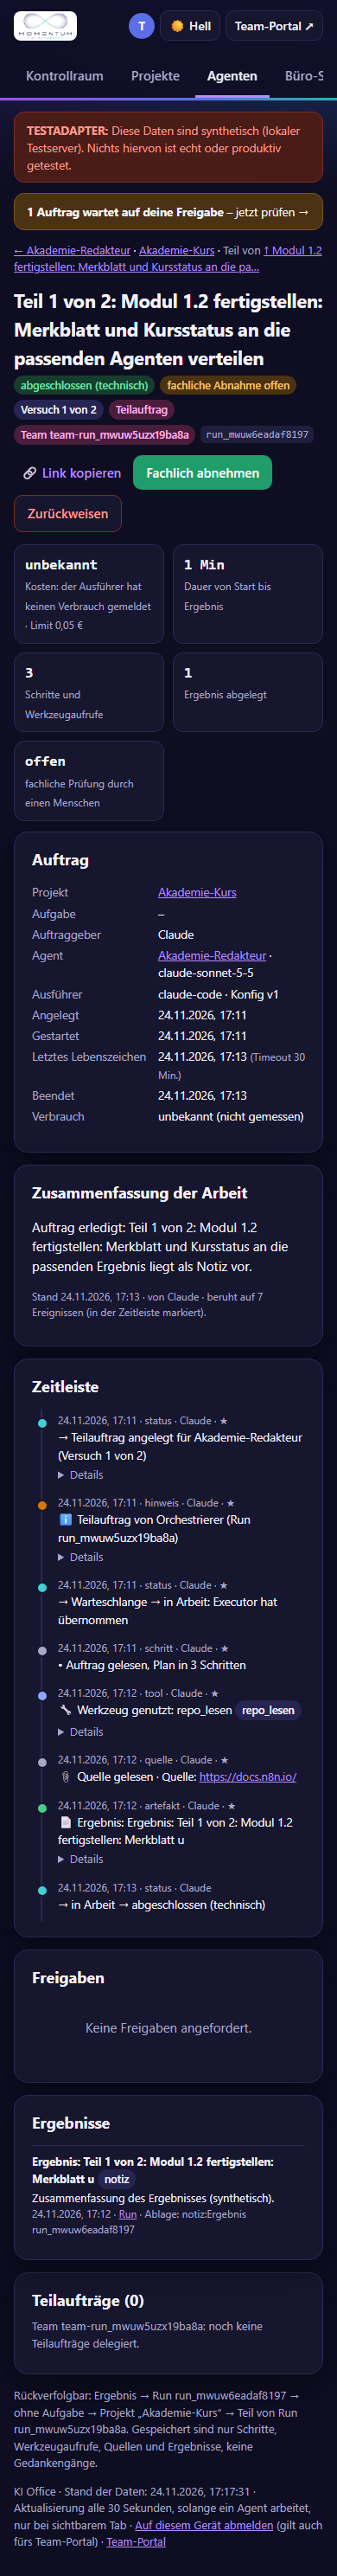 MOMENTUM
T
Hell
Team-Portal ↗
Kontrollraum
Projekte
Agenten
Büro-S
TESTADAPTER: Diese Daten sind synthetisch (lokaler
Testserver). Nichts hiervon ist echt oder produktiv
getestet.
1 Auftrag wartet auf deine Freigabe – jetzt prüfen →
← Akademie-Redakteur · Akademie-Kurs · Teil von ↑ Modul 1.2
fertigstellen: Merkblatt und Kursstatus an die pa...
Teil 1 von 2: Modul 1.2 fertigstellen:
Merkblatt und Kursstatus an die
passenden Agenten verteilen
abgeschlossen (technisch) fachliche Abnahme offen
Versuch 1 von 2 Teilauftrag
Team team-run_mwuw5uzx19ba8a run_mwuw6eadaf8197
Link kopieren Fachlich abnehmen
Zurückweisen
unbekannt
Kosten: der Ausführer hat
keinen Verbrauch gemeldet
· Limit 0,05 €
1 Min
Dauer von Start bis
Ergebnis
3
Schritte und
Werkzeugaufrufe
1
Ergebnis abgelegt
offen
fachliche Prüfung durch
einen Menschen
Auftrag
Projekt Akademie-Kurs
Aufgabe –
Auftraggeber Claude
Agent Akademie-Redakteur ·
claude-sonnet-5-5
Ausführer claude-code · Konfig v1
Angelegt 24.11.2026, 17:11
Gestartet 24.11.2026, 17:11
Letztes Lebenszeichen 24.11.2026, 17:13 (Timeout 30
Min.)
Beendet 24.11.2026, 17:13
Verbrauch unbekannt (nicht gemessen)
Zusammenfassung der Arbeit
Auftrag erledigt: Teil 1 von 2: Modul 1.2
fertigstellen: Merkblatt und Kursstatus an die
passenden Ergebnis liegt als Notiz vor.
Stand 24.11.2026, 17:13 · von Claude · beruht auf 7
Ereignissen (in der Zeitleiste markiert).
Zeitleiste
24.11.2026, 17:11 · status · Claude · ★
→ Teilauftrag angelegt für Akademie-Redakteur
(Versuch 1 von 2)
▶ Details
24.11.2026, 17:11 · hinweis · Claude · ★
ℹ️ Teilauftrag von Orchestrierer (Run
run_mwuw5uzx19ba8a)
▶ Details
24.11.2026, 17:11 · status · Claude · ★
→ Warteschlange → in Arbeit: Executor hat
übernommen
24.11.2026, 17:11 · schritt · Claude · ★
• Auftrag gelesen, Plan in 3 Schritten
24.11.2026, 17:12 · tool · Claude · ★
Werkzeug genutzt: repo_lesen repo_lesen
▶ Details
24.11.2026, 17:12 · quelle · Claude · ★
Quelle gelesen · Quelle: https://docs.n8n.io/
24.11.2026, 17:12 · artefakt · Claude · ★
Ergebnis: Ergebnis: Teil 1 von 2: Modul 1.2
fertigstellen: Merkblatt u
▶ Details
24.11.2026, 17:13 · status · Claude
→ in Arbeit → abgeschlossen (technisch)
Freigaben
Keine Freigaben angefordert.
Ergebnisse
Ergebnis: Teil 1 von 2: Modul 1.2 fertigstellen:
Merkblatt u notiz
Zusammenfassung des Ergebnisses (synthetisch).
24.11.2026, 17:12 · Run · Ablage: notiz:Ergebnis
run_mwuw6eadaf8197
Teilaufträge (0)
Team team-run_mwuw5uzx19ba8a: noch keine
Teilaufträge delegiert.
Rückverfolgbar: Ergebnis → Run run_mwuw6eadaf8197 →
ohne Aufgabe → Projekt „Akademie-Kurs“ → Teil von Run
run_mwuw5uzx19ba8a. Gespeichert sind nur Schritte,
Werkzeugaufrufe, Quellen und Ergebnisse, keine
Gedankengänge.
KI Office · Stand der Daten: 24.11.2026, 17:17:31 ·
Aktualisierung alle 30 Sekunden, solange ein Agent arbeitet,
nur bei sichtbarem Tab · Auf diesem Gerät abmelden (gilt auch
fürs Team-Portal) · Team-Portal